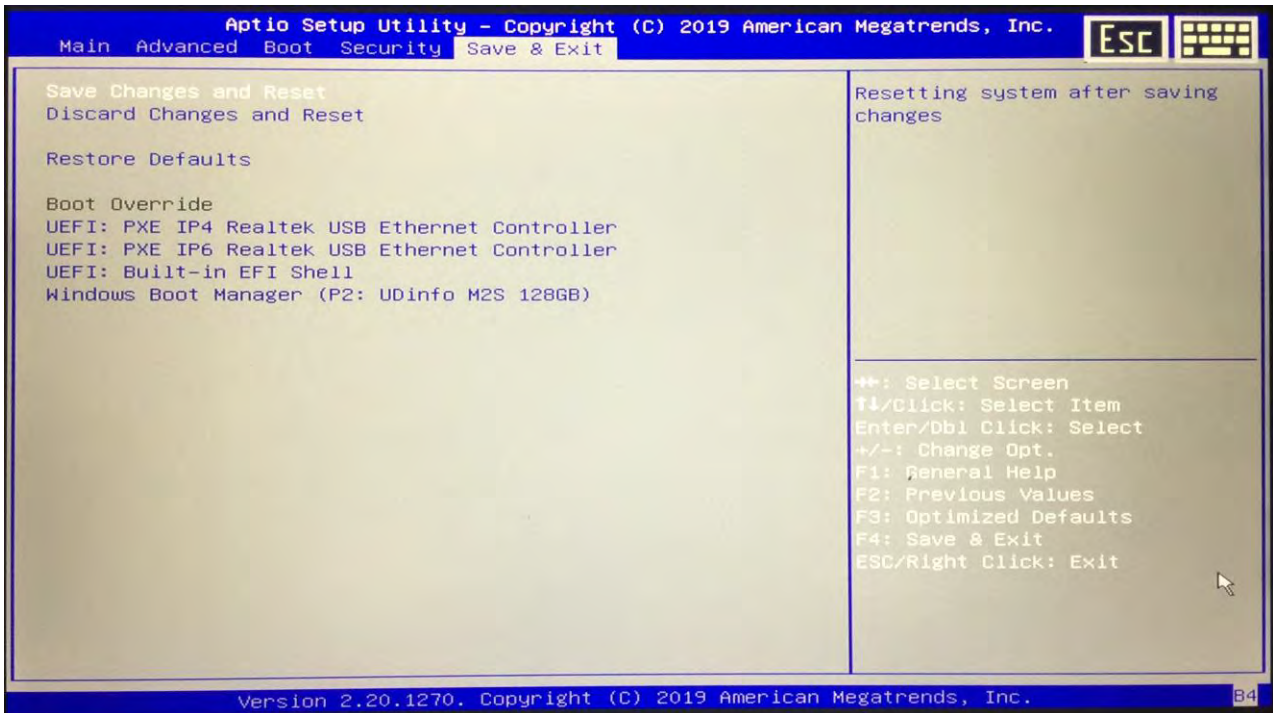 Aptio Setup Utility – Copyright (C) 2019 American Megatrends, Inc.
Esc
Main Advanced Boot Security Save & Exit
Save Changes and Reset
Discard Changes and Reset
Restore Defaults
Boot Override
UEFI: PXE IP4 Realtek USB Ethernet Controller
UEFI: PXE IP6 Realtek USB Ethernet Controller
UEFI: Built-in EFI Shell
Windows Boot Manager (P2: UDinfo M2S 128GB)
Resetting system after saving
changes
→←: Select Screen
↑↓/Click: Select Item
Enter/Dbl Click: Select
+/-: Change Opt.
F1: General Help
F2: Previous Values
F3: Optimized Defaults
F4: Save & Exit
ESC/Right Click: Exit
Version 2.20.1270. Copyright (C) 2019 American Megatrends, Inc.
B4